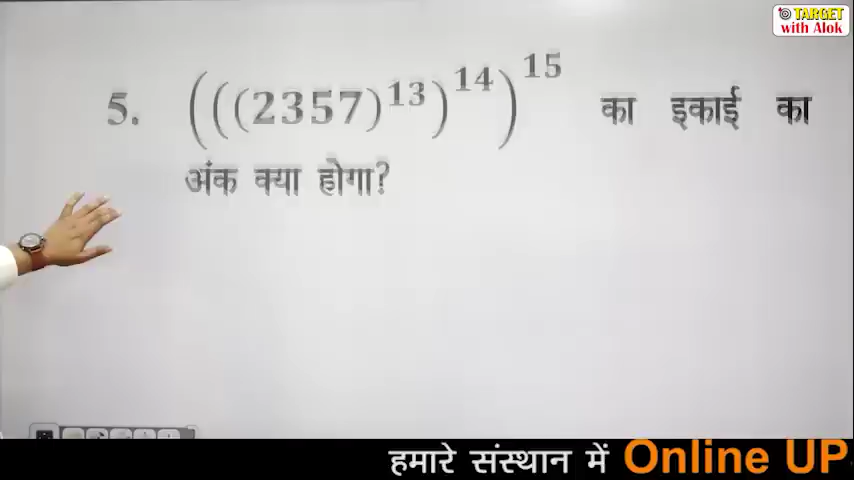 TARGET
with Alok
5. (((2357)^13)^14)^15 का इकाई का
अंक क्या होगा?
हमारे संस्थान में Online UP